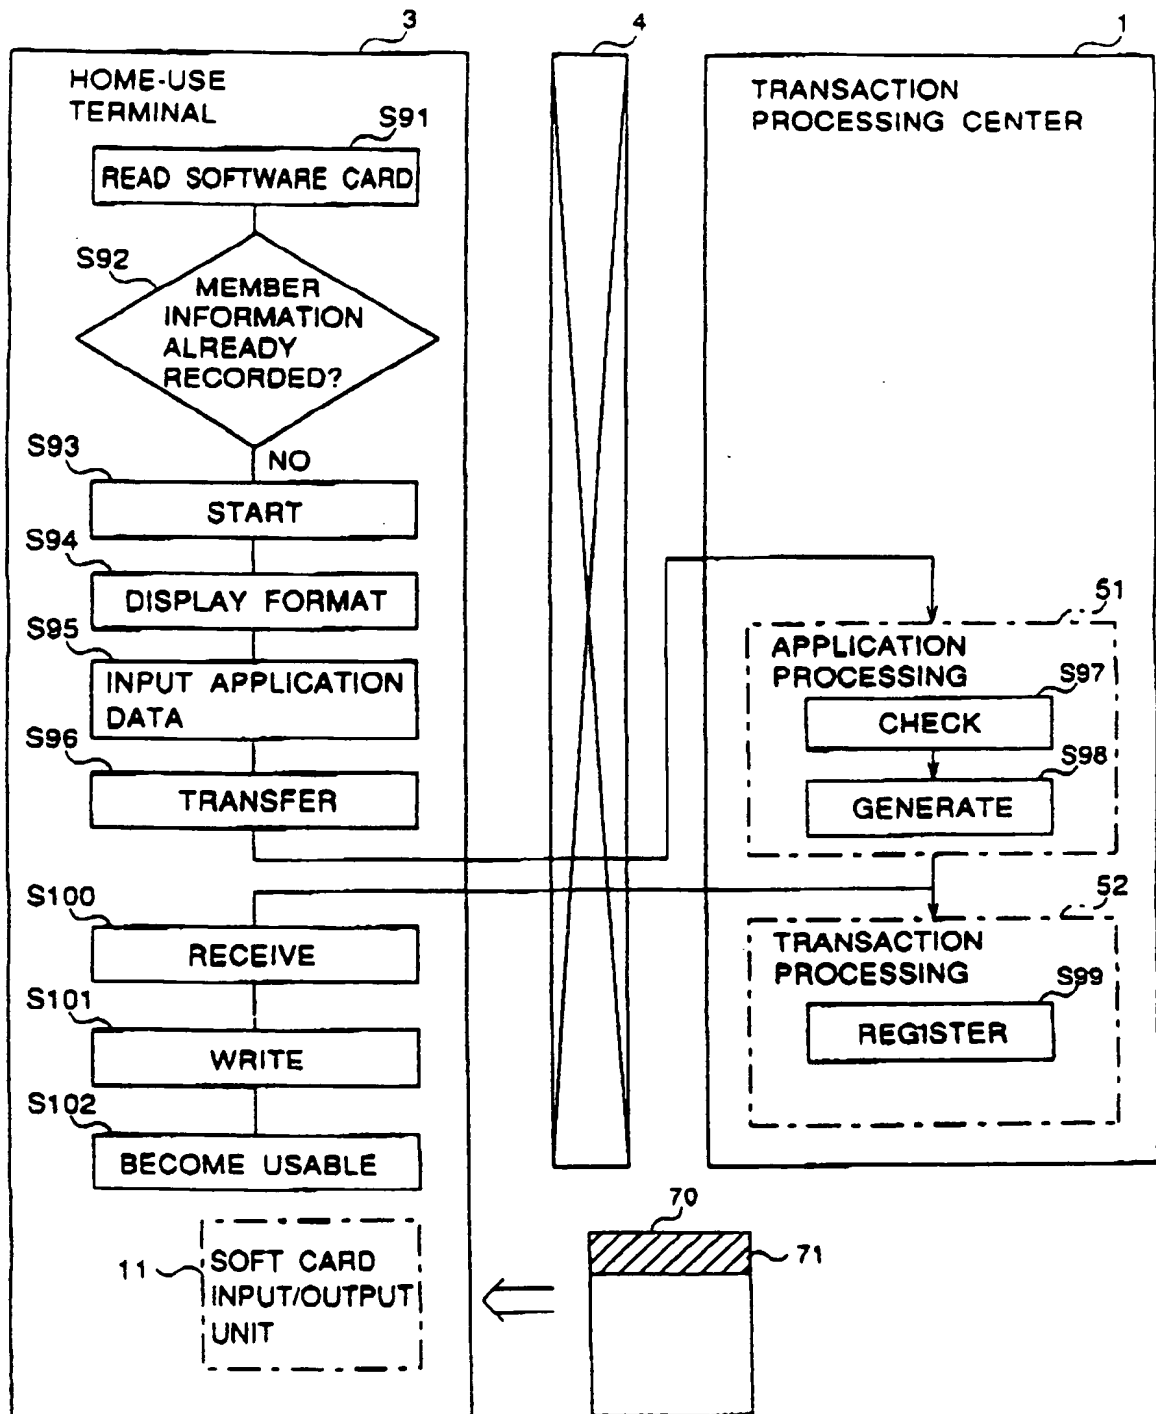 3
HOME-USE
TERMINAL
S91
READ SOFTWARE CARD
S92
MEMBER
INFORMATION
ALREADY
RECORDED?
NO
S93
START
S94
DISPLAY FORMAT
S95
INPUT APPLICATION
DATA
S96
TRANSFER
S100
RECEIVE
S101
WRITE
S102
BECOME USABLE
11
SOFT CARD
INPUT/OUTPUT
UNIT
4
1
TRANSACTION
PROCESSING CENTER
51
APPLICATION
PROCESSING
S97
CHECK
S98
GENERATE
52
TRANSACTION
PROCESSING
S99
REGISTER
70
71